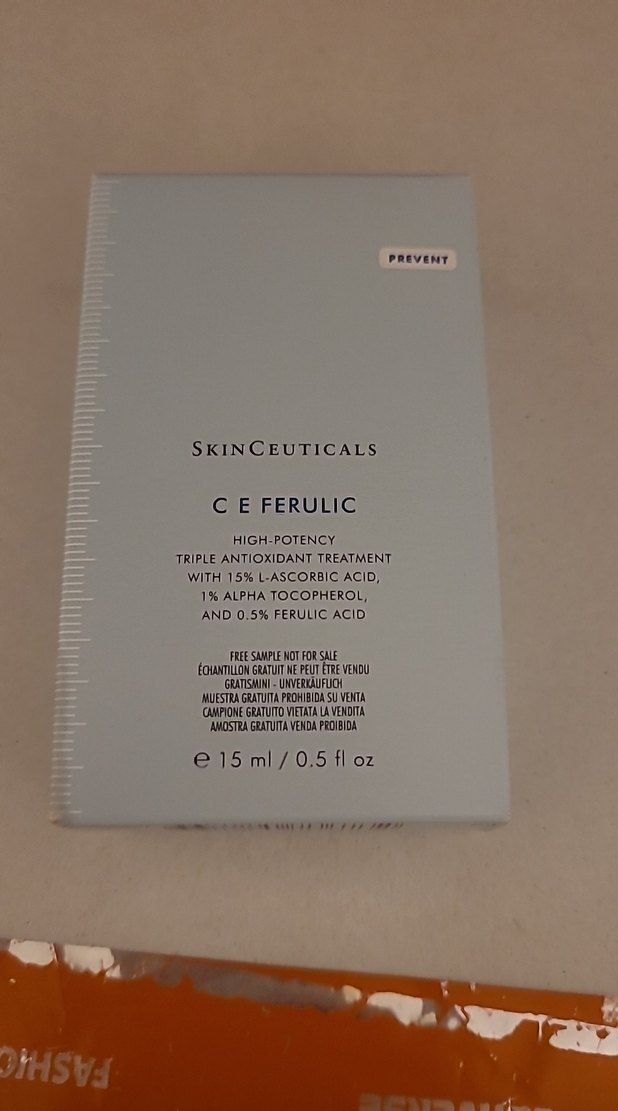 PREVENT
SKINCEUTICALS
C E FERULIC
HIGH-POTENCY
TRIPLE ANTIOXIDANT TREATMENT
WITH 15% L-ASCORBIC ACID,
1% ALPHA TOCOPHEROL,
AND 0.5% FERULIC ACID
FREE SAMPLE NOT FOR SALE
ÉCHANTILLON GRATUIT NE PEUT ÊTRE VENDU
GRATISMINI - UNVERKÄUFLICH
MUESTRA GRATUITA PROHIBIDA SU VENTA
CAMPIONE GRATUITO VIETATA LA VENDITA
AMOSTRA GRATUITA VENDA PROIBIDA
℮ 15 ml / 0.5 fl oz